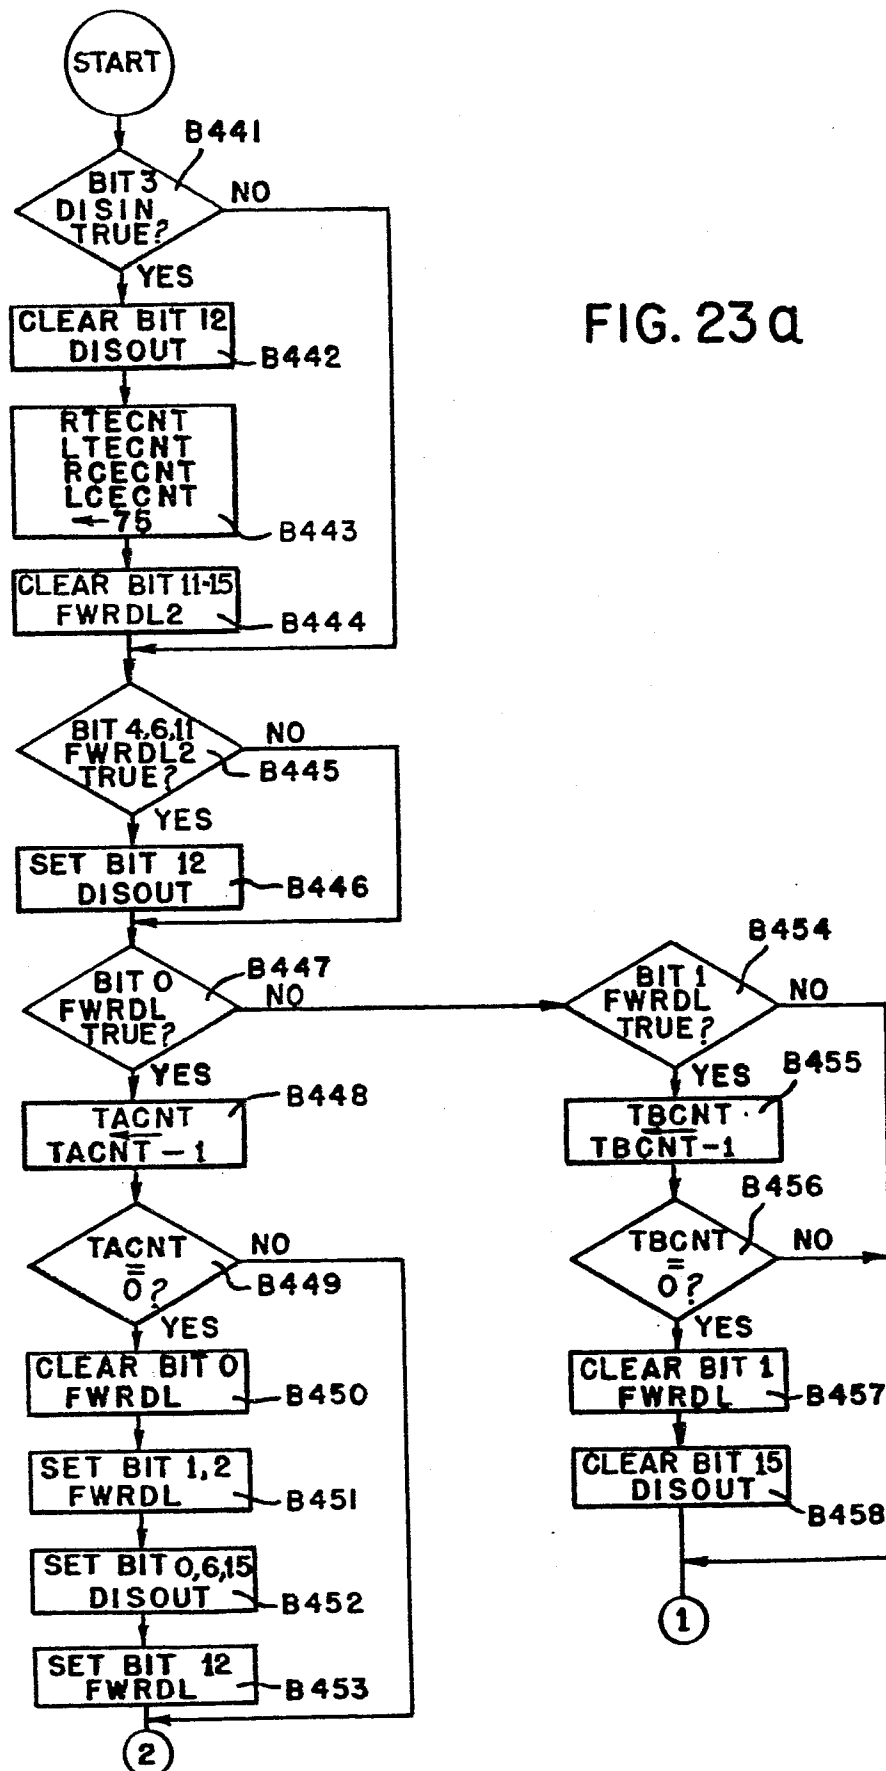 START
B441
BIT 3
DISIN
TRUE?
NO
YES
CLEAR BIT 12
DISOUT
B442
FIG. 23a
RTECNT
LTECNT
RCECNT
LCECNT
←75
B443
CLEAR BIT 11-15
FWRDL2
B444
BIT 4,6,11
FWRDL2
TRUE?
NO
B445
YES
SET BIT 12
DISOUT
B446
BIT 0
FWRDL
TRUE?
B447
NO
YES
TACNT
←
TACNT-1
B448
TACNT
=
0?
NO
B449
YES
CLEAR BIT 0
FWRDL
B450
SET BIT 1,2
FWRDL
B451
SET BIT 0,6,15
DISOUT
B452
SET BIT 12
FWRDL
B453
2
B454
BIT 1
FWRDL
TRUE?
NO
YES
B455
TBCNT
←
TBCNT-1
B456
TBCNT
=
0?
NO
YES
CLEAR BIT 1
FWRDL
B457
CLEAR BIT 15
DISOUT
B458
1